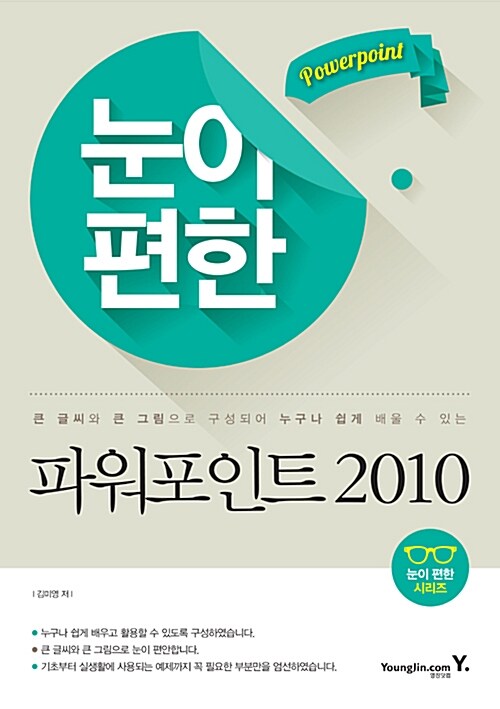 Powerpoint
눈이
편한
큰 글씨와 큰 그림으로 구성되어 누구나 쉽게 배울 수 있는
파워포인트 2010
눈이 편한
시리즈
| 김미영 저 |
누구나 쉽게 배우고 활용할 수 있도록 구성하였습니다.
큰 글씨와 큰 그림으로 눈이 편안합니다.
기초부터 실생활에 사용되는 예제까지 꼭 필요한 부분만을 엄선하였습니다.
Youngjin.com Y.
영진닷컴